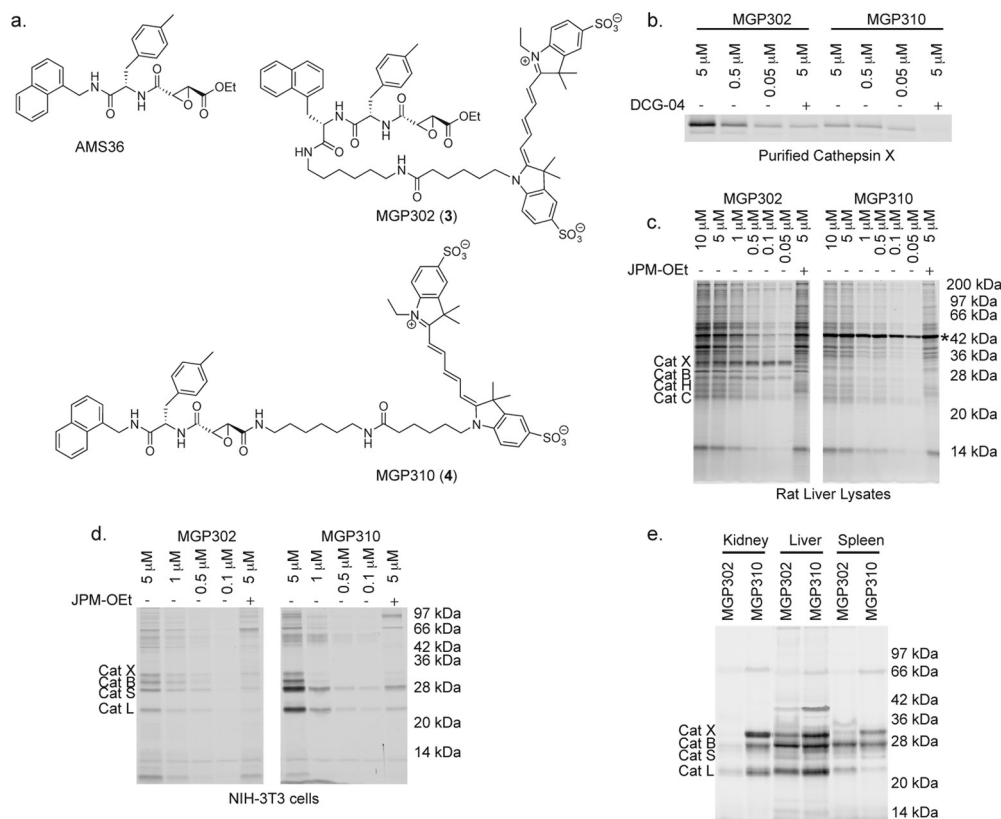 a.
O
N
H
O
H
N
O
O
CO₂Et
AMS36
O
N
H
H
N
O
O
O
CO₂Et
HN
O
H
N
O
N
N
+
SO₃⊖
SO₃⊖
MGP302 (3)
SO₃⊖
N
+
N
H
O
H
N
O
O
O
H
N
N
H
O
N
SO₃⊖
MGP310 (4)
b.
MGP302 MGP310
5 µM 0.5 µM 0.05 µM 5 µM 5 µM 0.5 µM 0.05 µM 5 µM
DCG-04 - - - + - - - +
Purified Cathepsin X
c.
MGP302 MGP310
10 µM 5 µM 1 µM 0.5 µM 0.1 µM 0.05 µM 5 µM 10 µM 5 µM 1 µM 0.5 µM 0.1 µM 0.05 µM 5 µM
JPM-OEt - - - - - - + - - - - - - +
200 kDa
97 kDa
66 kDa
*42 kDa
36 kDa
Cat X
Cat B 28 kDa
Cat H
Cat C
20 kDa
14 kDa
Rat Liver Lysates
d.
MGP302 MGP310
5 µM 1 µM 0.5 µM 0.1 µM 5 µM 5 µM 1 µM 0.5 µM 0.1 µM 5 µM
JPM-OEt - - - - + - - - - +
97 kDa
66 kDa
42 kDa
36 kDa
Cat X
Cat B
Cat S 28 kDa
Cat L
20 kDa
14 kDa
NIH-3T3 cells
e.
Kidney Liver Spleen
MGP302 MGP310 MGP302 MGP310 MGP302 MGP310
97 kDa
66 kDa
42 kDa
36 kDa
Cat X
Cat B 28 kDa
Cat S
Cat L
20 kDa
14 kDa